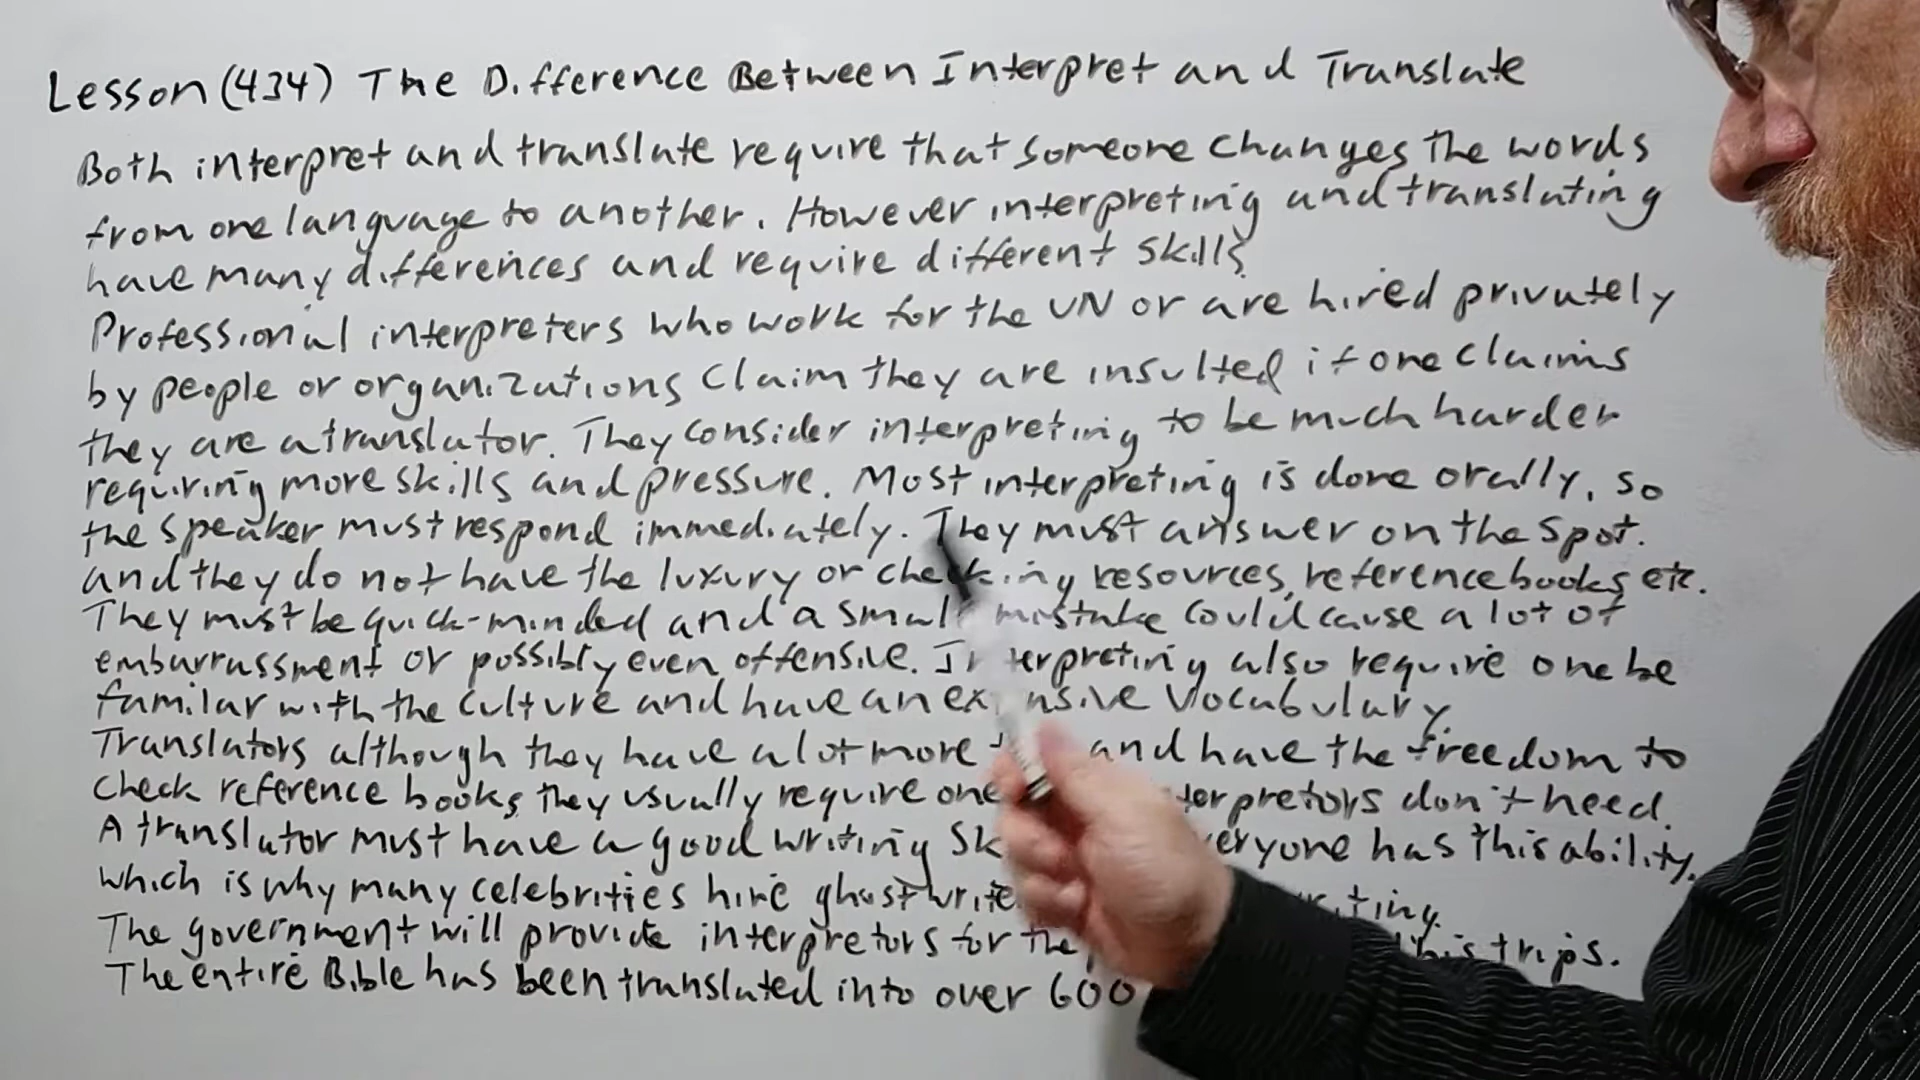 Lesson (434) The Difference Between Interpret and Translate
Both interpret and translate require that someone changes the words
from one language to another. However interpreting and translating
have many differences and require different skills
Professional interpreters who work for the UN or are hired privately
by people or organizations claim they are insulted if one claims
they are a translator. They consider interpreting to be much harder
requiring more skills and pressure. Most interpreting is done orally, so
the speaker must respond immediately. They must answer on the spot.
and they do not have the luxury or checking resources, reference books etc.
They must be quick-minded and a small mistake could cause a lot of
embarrassment or possibly even offensive. Interpreting also require one be
familiar with the culture and have an ex nsive vocabulary
Translators although they have a lot more and have the freedom to
check reference books, they usually require one terpretors don't need.
A translator must have a good writing sk eryone has this ability,
which is why many celebrities hire ghost write iting.
The government will provide interpretors for the his trips.
The entire Bible has been translated into over 600